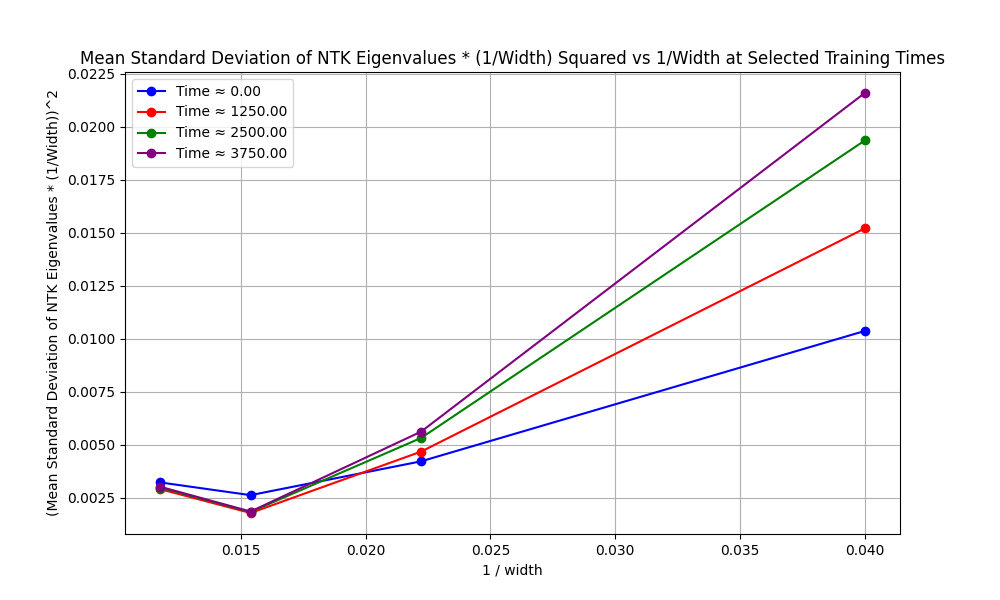 Mean Standard Deviation of NTK Eigenvalues * (1/Width) Squared vs 1/Width at Selected Training Times
Time ≈ 0.00
Time ≈ 1250.00
Time ≈ 2500.00
Time ≈ 3750.00
(Mean Standard Deviation of NTK Eigenvalues * (1/Width))^2
0.0225
0.0200
0.0175
0.0150
0.0125
0.0100
0.0075
0.0050
0.0025
0.015 0.020 0.025 0.030 0.035 0.040
1 / width